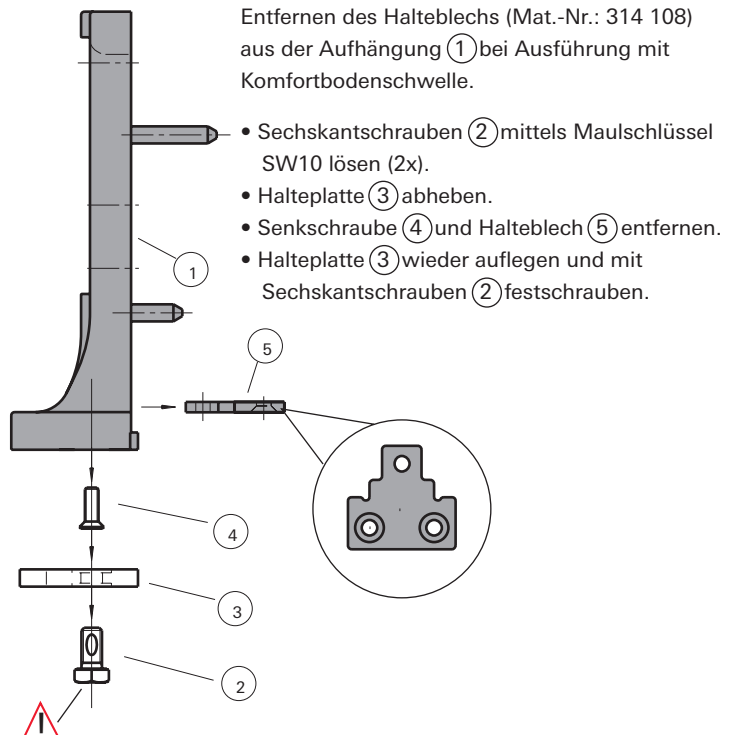 Entfernen des Halteblechs (Mat.-Nr.: 314 108)
aus der Aufhängung 1 bei Ausführung mit
Komfortbodenschwelle.
• Sechskantschrauben 2 mittels Maulschlüssel
SW10 lösen (2x).
• Halteplatte 3 abheben.
• Senkschraube 4 und Halteblech 5 entfernen.
• Halteplatte 3 wieder auflegen und mit
Sechskantschrauben 2 festschrauben.
1
5
4
3
2
!